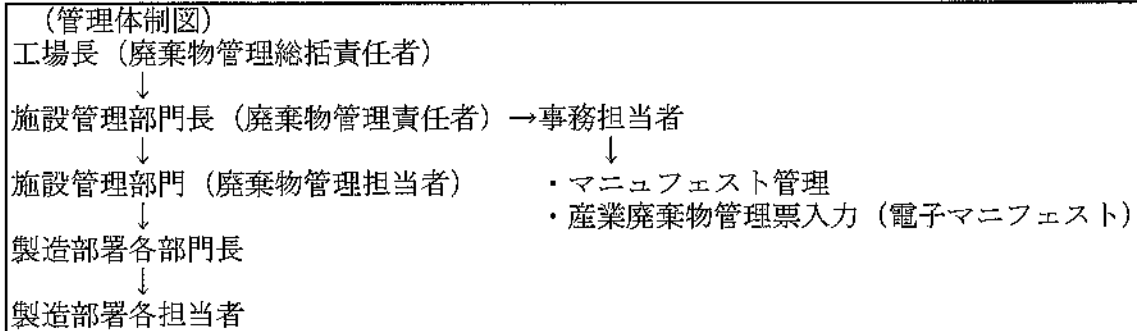 （管理体制図）
工場長（廃棄物管理総括責任者）
↓
施設管理部門長（廃棄物管理責任者）→事務担当者
↓ ↓
施設管理部門（廃棄物管理担当者） ・マニュフェスト管理
↓ ・産業廃棄物管理票入力（電子マニフェスト）
製造部署各部門長
↓
製造部署各担当者